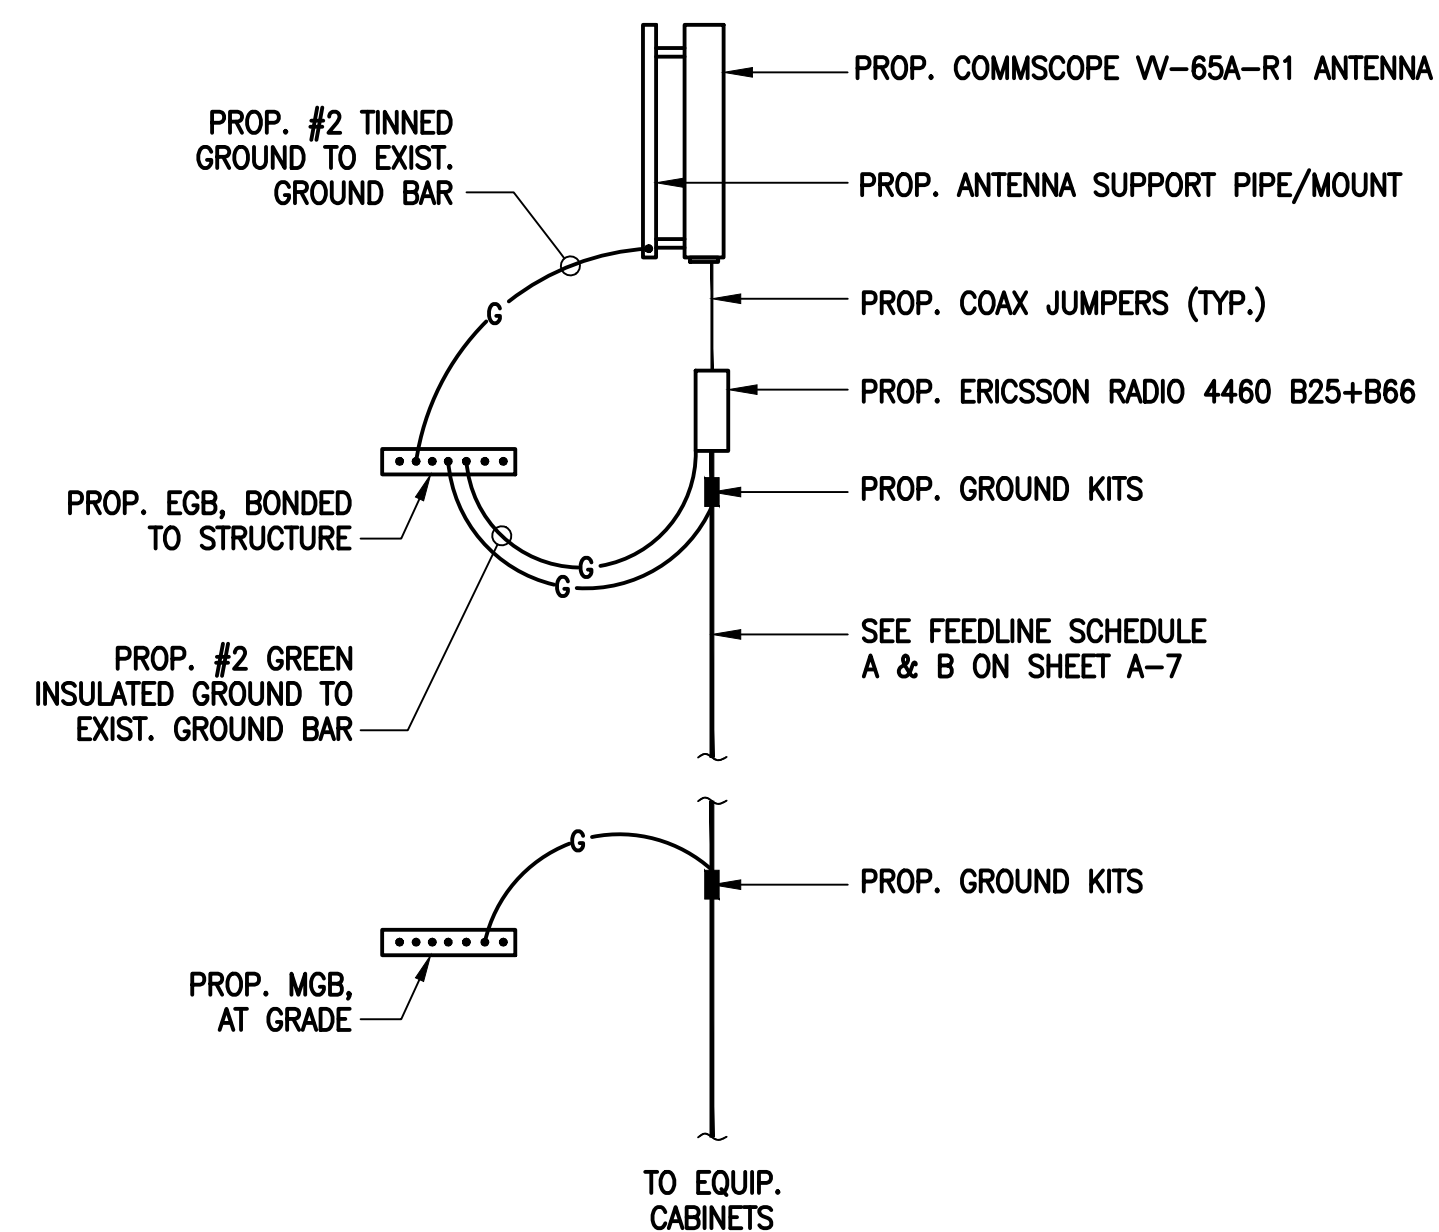 PROP. COMMSCOPE VV-65A-R1 ANTENNA
PROP. #2 TINNED
GROUND TO EXIST.
GROUND BAR
PROP. ANTENNA SUPPORT PIPE/MOUNT
PROP. COAX JUMPERS (TYP.)
G
PROP. ERICSSON RADIO 4460 B25+B66
PROP. EGB, BONDED
TO STRUCTURE
PROP. GROUND KITS
G
G
PROP. #2 GREEN
INSULATED GROUND TO
EXIST. GROUND BAR
SEE FEEDLINE SCHEDULE
A & B ON SHEET A-7
G
PROP. GROUND KITS
PROP. MGB,
AT GRADE
TO EQUIP.
CABINETS